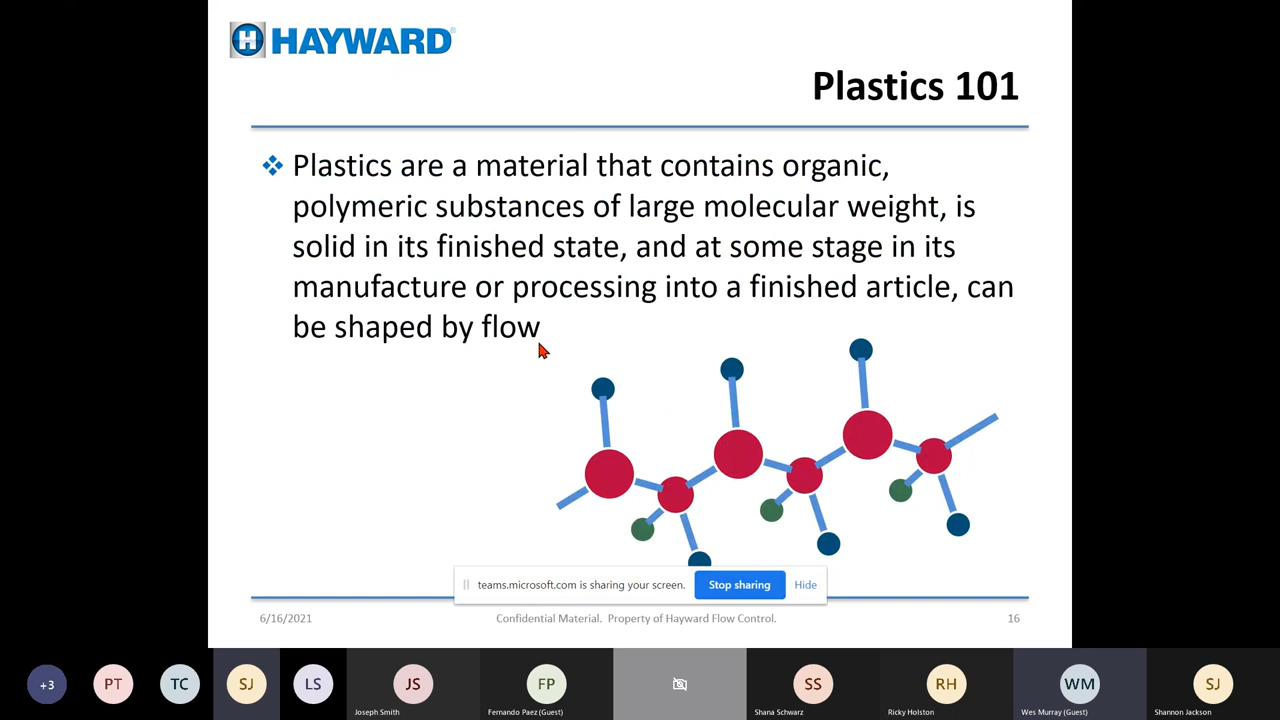 H HAYWARD®
Plastics 101
Plastics are a material that contains organic,
polymeric substances of large molecular weight, is
solid in its finished state, and at some stage in its
manufacture or processing into a finished article, can
be shaped by flow
teams.microsoft.com is sharing your screen. Stop sharing Hide
6/16/2021 Confidential Material. Property of Hayward Flow Control. 16
+3 PT TC SJ LS JS FP SS RH WM SJ
Joseph Smith Fernando Paez (Guest) Shana Schwarz Ricky Holston Wes Murray (Guest) Shannon Jackson